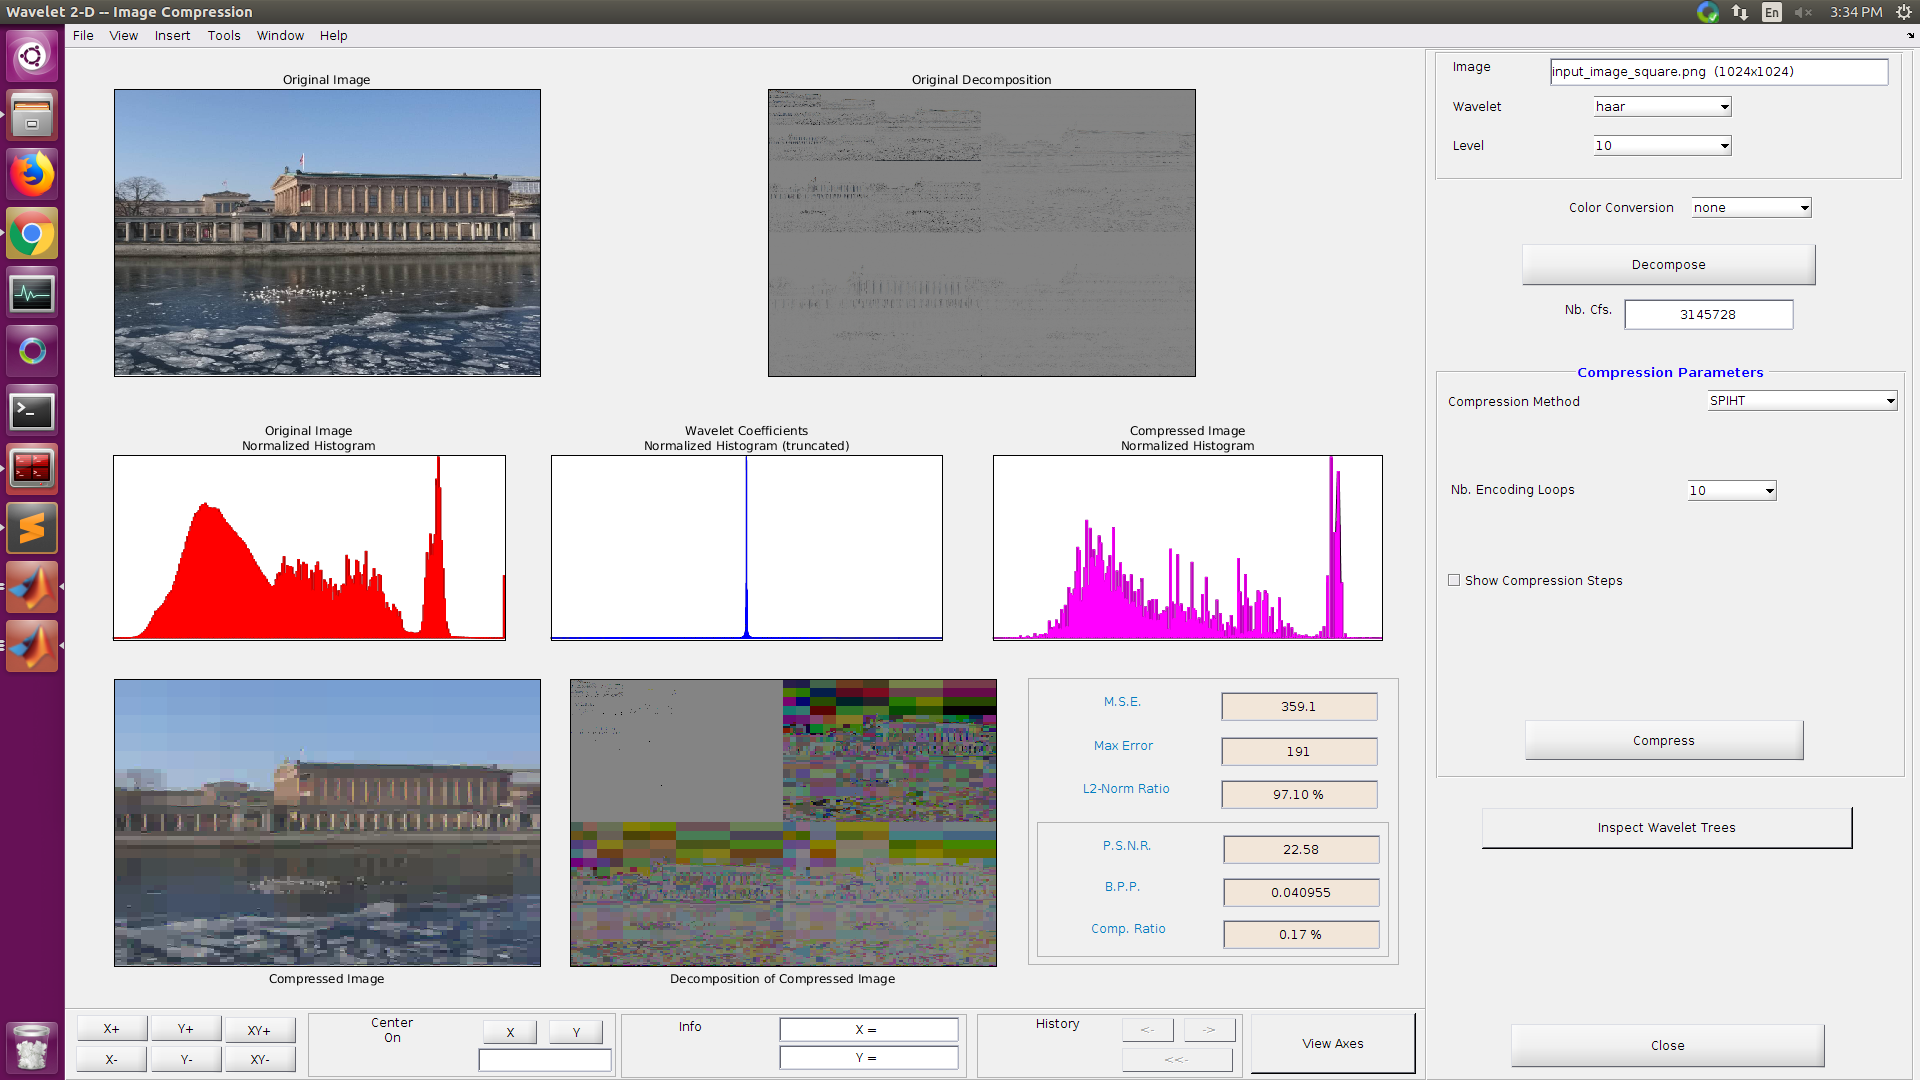 Wavelet 2-D -- Image Compression
En
3:34 PM
File View Insert Tools Window Help
Original Image
Original Decomposition
Original Image
Normalized Histogram
Wavelet Coefficients
Normalized Histogram (truncated)
Compressed Image
Normalized Histogram
Compressed Image
Decomposition of Compressed Image
M.S.E. 359.1
Max Error 191
L2-Norm Ratio 97.10 %
P.S.N.R. 22.58
B.P.P. 0.040955
Comp. Ratio 0.17 %
Image input_image_square.png (1024x1024)
Wavelet haar
Level 10
Color Conversion none
Decompose
Nb. Cfs. 3145728
Compression Parameters
Compression Method SPIHT
Nb. Encoding Loops 10
Show Compression Steps
Compress
Inspect Wavelet Trees
Close
X+ Y+ XY+
X- Y- XY-
Center
On
X Y
Info
X =
Y =
History
<- ->
<<-
View Axes